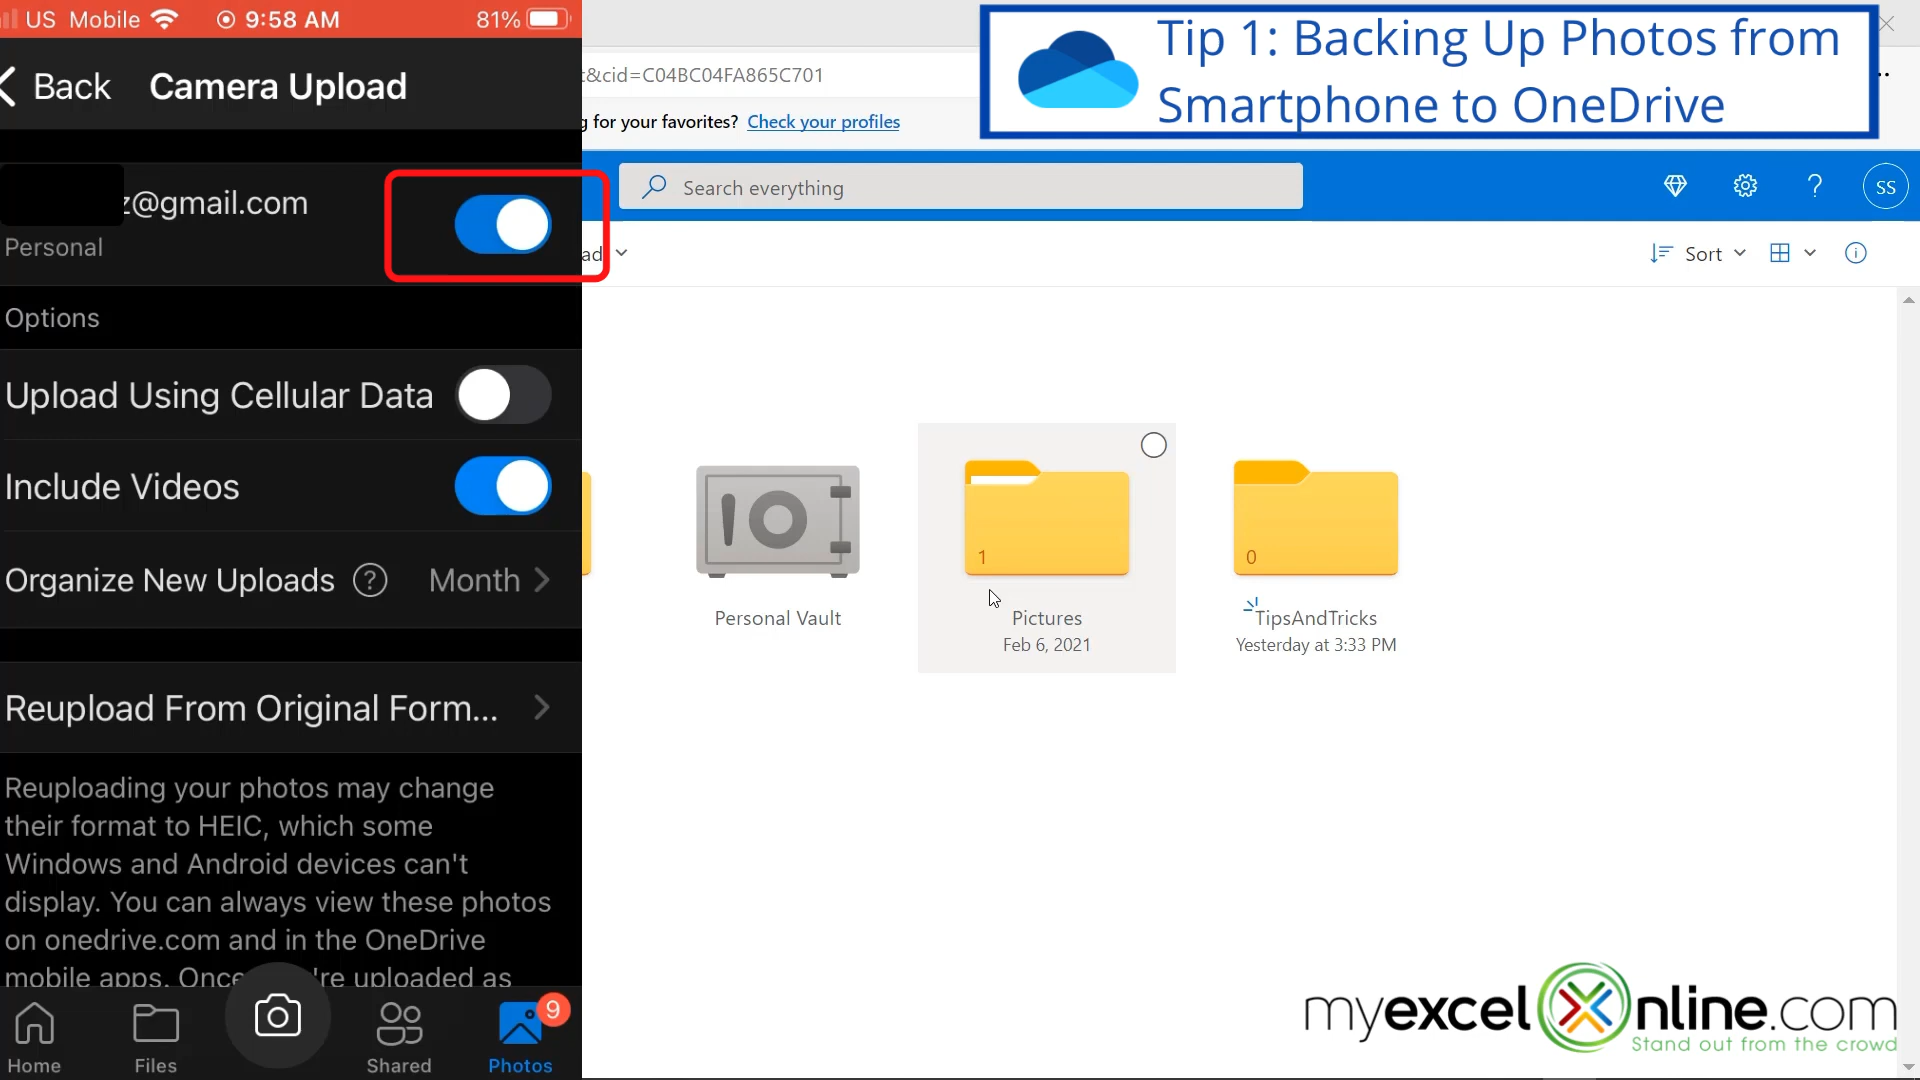 US Mobile 9:58 AM 81%
Back Camera Upload
z@gmail.com
Personal
Options
Upload Using Cellular Data
Include Videos
Organize New Uploads ? Month
Reupload From Original Form...
Reuploading your photos may change
their format to HEIC, which some
Windows and Android devices can't
display. You can always view these photos
on onedrive.com and in the OneDrive
mobile apps. Once 're uploaded as
Home
Files
Shared
9
Photos
Tip 1: Backing Up Photos from
Smartphone to OneDrive
&cid=C04BC04FA865C701
g for your favorites? Check your profiles
Search everything
? SS
ad
Sort
Personal Vault
1
Pictures
Feb 6, 2021
0
TipsAndTricks
Yesterday at 3:33 PM
myexcelOnline.com
Stand out from the crowd